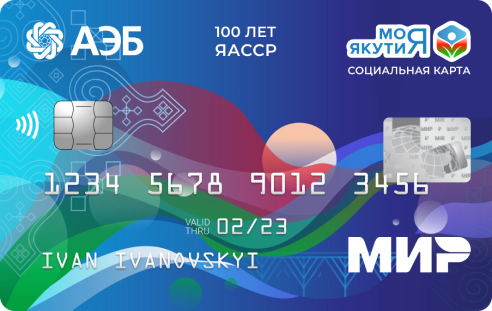 АЭБ
100 ЛЕТ
ЯАССР
МОЯ
ЯКУТИЯ
СОЦИАЛЬНАЯ КАРТА
МИР
1234 5678 9012 3456
VALID
THRU 02/23
IVAN IVANOVSKYI
МИР